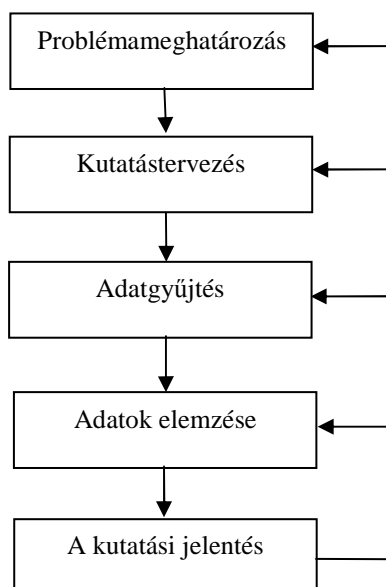 Problémameghatározás
Kutatástervezés
Adatgyűjtés
Adatok elemzése
A kutatási jelentés